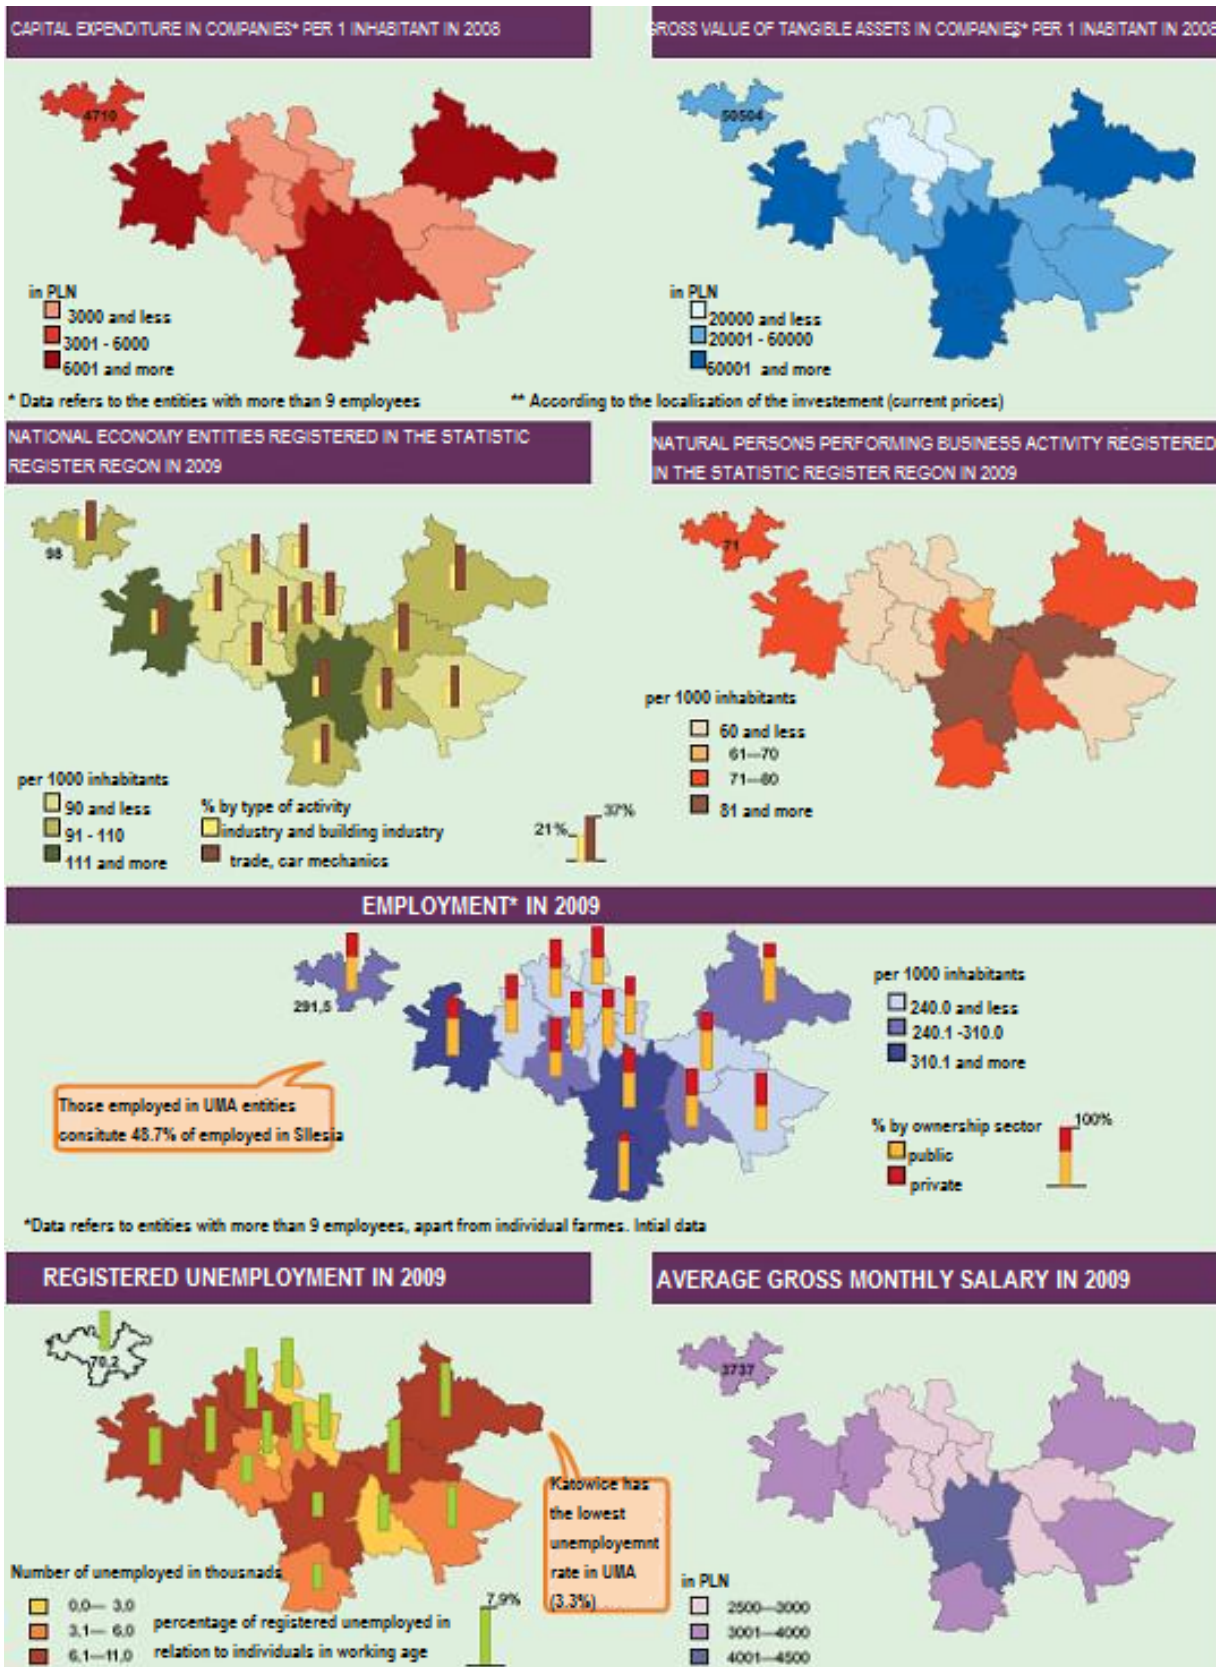 CAPITAL EXPENDITURE IN COMPANIES* PER 1 INHABITANT IN 2008
GROSS VALUE OF TANGIBLE ASSETS IN COMPANIES* PER 1 INABITANT IN 2008
4710
50504
in PLN
3000 and less
3001 - 6000
6001 and more
in PLN
20000 and less
20001 - 60000
60001 and more
* Data refers to the entities with more than 9 employees
** According to the localisation of the investement (current prices)
NATIONAL ECONOMY ENTITIES REGISTERED IN THE STATISTIC
REGISTER REGON IN 2009
NATURAL PERSONS PERFORMING BUSINESS ACTIVITY REGISTERED
IN THE STATISTIC REGISTER REGON IN 2009
98
71
per 1000 inhabitants
90 and less
91 - 110
111 and more
% by type of activity
industry and building industry
trade, car mechanics
21%
37%
per 1000 inhabitants
60 and less
61—70
71—80
81 and more
EMPLOYMENT* IN 2009
291,5
per 1000 inhabitants
240.0 and less
240.1 -310.0
310.1 and more
Those employed in UMA entities
consitute 48.7% of employed in Sllesia
% by ownership sector
public
private
100%
*Data refers to entities with more than 9 employees, apart from individual farmes. Intial data
REGISTERED UNEMPLOYMENT IN 2009
AVERAGE GROSS MONTHLY SALARY IN 2009
70,2
3737
Katowice has
the lowest
unemployemnt
rate in UMA
(3.3%)
Number of unemployed in thousnads
0,0— 3,0
3,1— 6,0
6,1—11,0
percentage of registered unemployed in
relation to individuals in working age
7,9%
in PLN
2500—3000
3001—4000
4001—4500